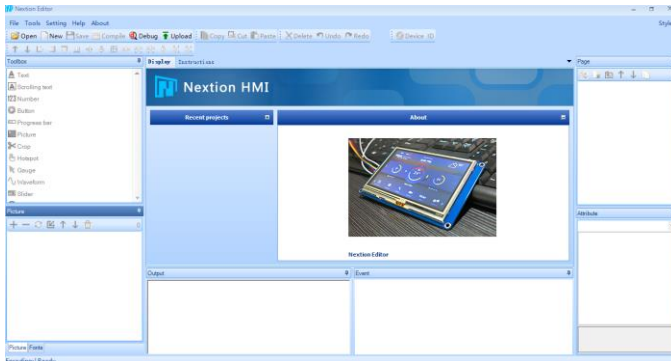 Nextion Editor
File Tools Setting Help About
Style
Open New Save Compile Debug Upload Copy Cut Paste Delete Undo Redo Device ID
Toolbox
Display Instructions
Page
Text
Scrolling text
Number
Button
Progress bar
Picture
Crop
Hotspot
Gauge
Waveform
Slider
Nextion HMI
Recent projects
About
Nextion Editor
Picture
Attribute
Output
Event
Picture Fonts